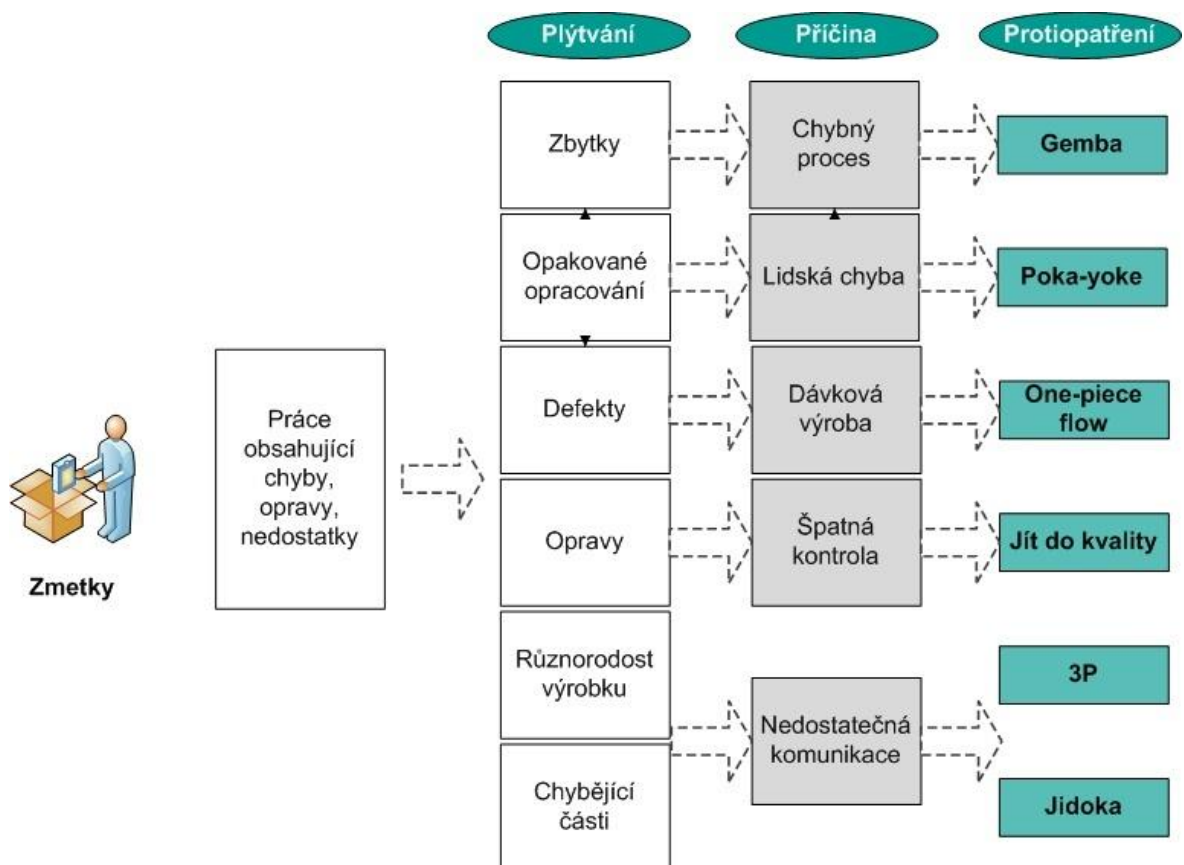 Plýtvání
Příčina
Protiopatření
Zbytky
Chybný
proces
Gemba
Opakované
opracování
Lidská chyba
Poka-yoke
Práce
obsahující
chyby,
opravy,
nedostatky
Zmetky
Defekty
Dávková
výroba
One-piece
flow
Opravy
Špatná
kontrola
Jít do kvality
Různorodost
výrobku
Chybějící
části
Nedostatečná
komunikace
3P
Jidoka